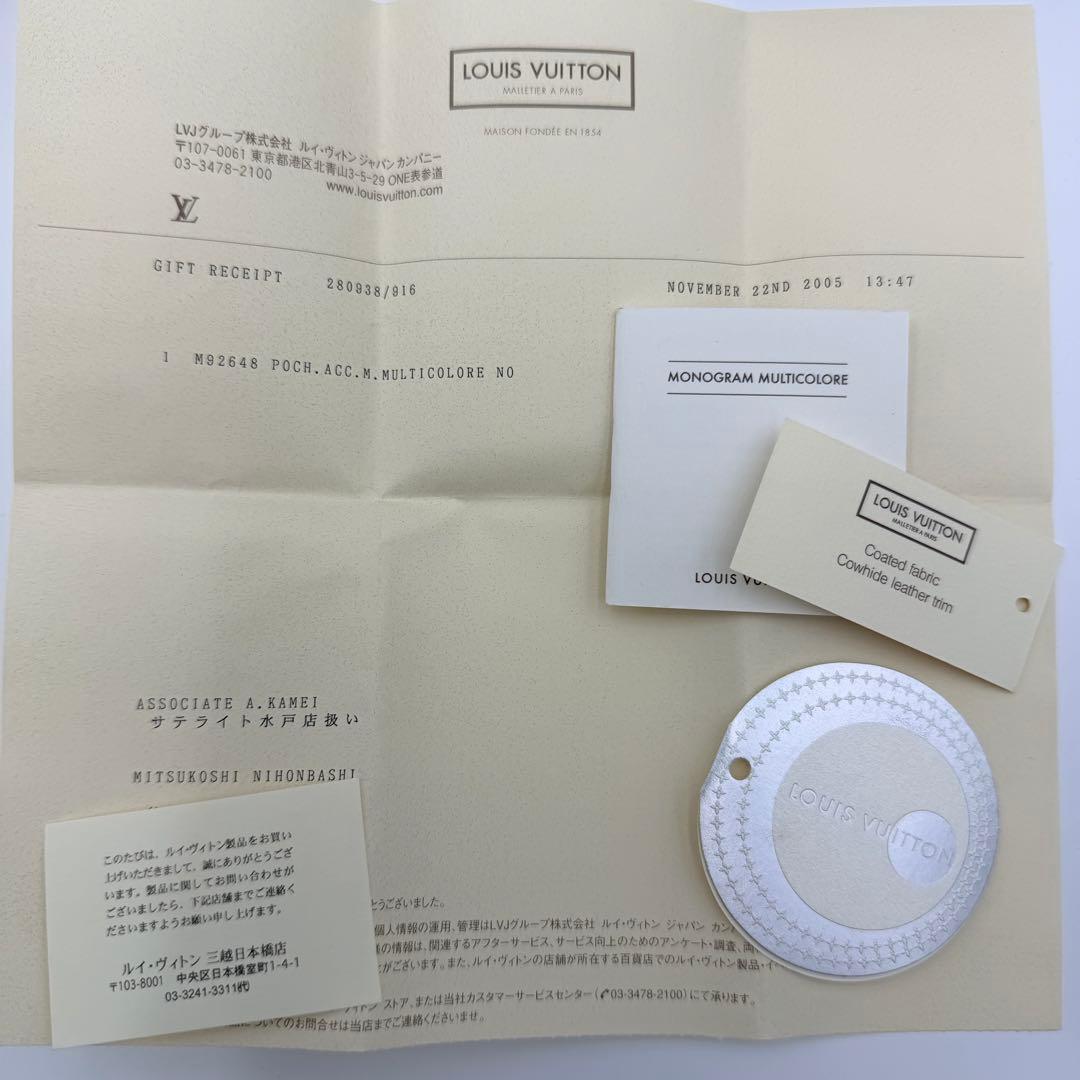 LOUIS VUITTON
MALLETIER A PARIS
MAISON FONDÉE EN 1854
LVJグループ株式会社 ルイ・ヴィトン ジャパン カンパニー
〒107-0061 東京都港区北青山3-5-29 ONE表参道
03-3478-2100
www.louisvuitton.com
LV
GIFT RECEIPT 280938/916
NOVEMBER 22ND 2005 13:47
1 M92648 POCH.ACC.M.MULTICOLORE NO
MONOGRAM MULTICOLORE
LOUIS
LOUIS VUITTON
MALLETIER A PARIS
Coated fabric
Cowhide leather trim
ASSOCIATE A.KAMEI
サテライト水戸店扱い
MITSUKOSHI NIHONBASHI
LOUIS VUITTON
このたびは、ルイ・ヴィトン製品をお買い
上げいただきまして、誠にありがとうござ
います。製品に関してお問い合わせが
ございましたら、下記店舗までご連絡く
ださいますようお願い申し上げます。
ルイ・ヴィトン 三越日本橋店
〒103-8001 中央区日本橋室町1-4-1
03-3241-3311代
とうございました。
個人情報の運用、管理はLVJグループ株式会社 ルイ・ヴィトン ジャパン カン
の情報は、関連するアフターサービス、サービス向上のためのアンケート・調査、
がございます。また、ルイ・ヴィトンの店舗が所在する百貨店でのルイ・ヴィトン製品・イ
ストア、または当社カスタマーサービスセンター(03-3478-2100)にて承ります。
についてのお問合せは当店までご連絡くださいませ。